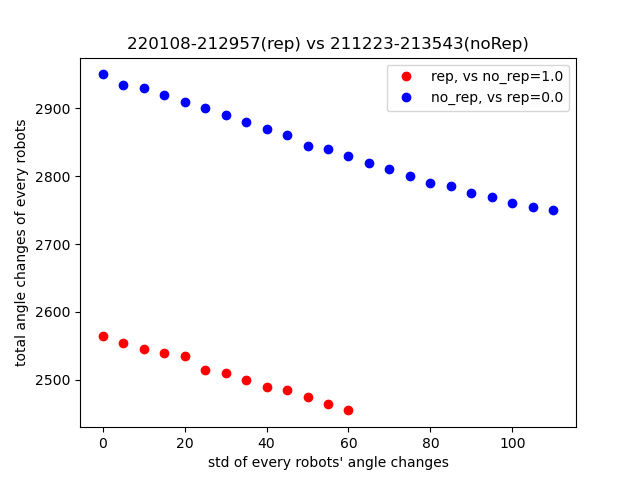 220108-212957(rep) vs 211223-213543(noRep)
rep, vs no_rep=1.0
no_rep, vs rep=0.0
total angle changes of every robots
2900
2800
2700
2600
2500
0 20 40 60 80 100
std of every robots' angle changes